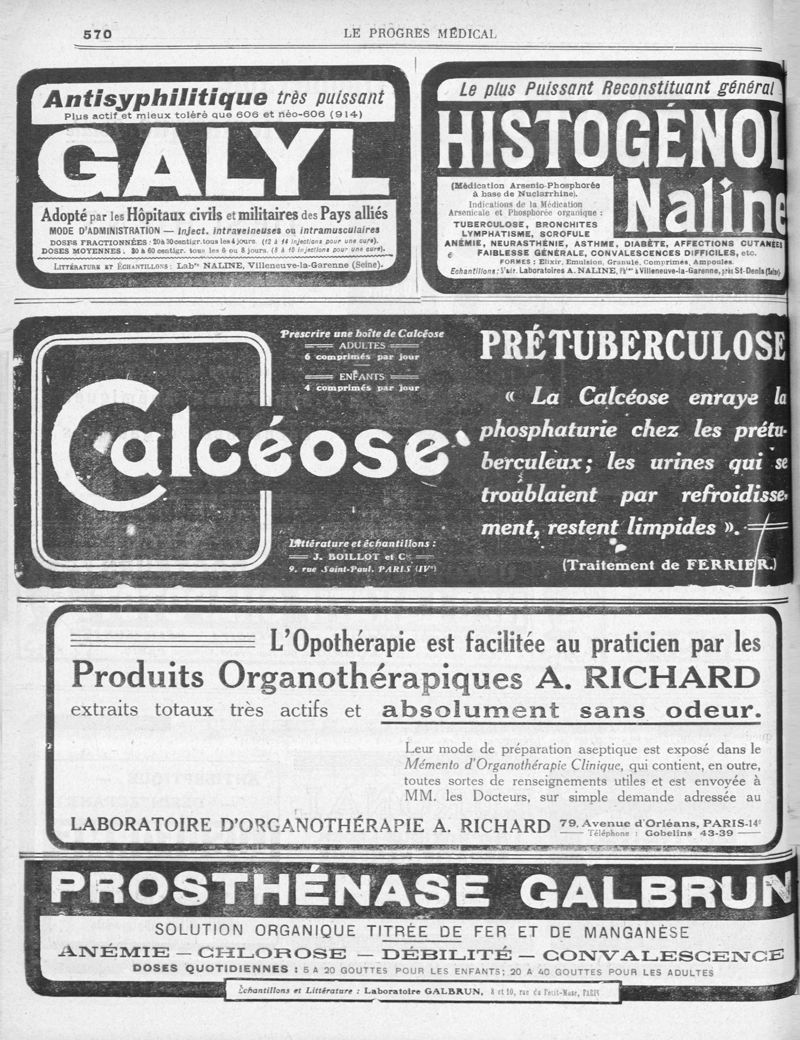 570
LE PROGRÈS MÉDICAL
Antisyphilitique très puissant
Plus actif et mieux toléré que 606 et néo-606 (914)
GALYL
Adopté par les Hôpitaux civils et militaires des Pays alliés
MODE D'ADMINISTRATION — Inject. intraveineuses ou intramusculaires
DOSES FRACTIONNÉES : 20 à 30 centigr. tous les 4 jours. (12 à 14 injections pour une cure).
DOSES MOYENNES. 30 à 60 centigr. tous les 6 ou 8 jours. (8 à 10 injections pour une cure).
LITTÉRATURE ET ÉCHANTILLONS : Labres NALINE, Villeneuve-la-Garenne (Seine).
Le plus Puissant Reconstituant général
HISTOGÉNOL
Naline
(Médication Arsenio-Phosphorée
à base de Nuclarrhine).
Indications de la Médication
Arsenicale et Phosphorée organique :
TUBERCULOSE, BRONCHITES
LYMPHATISME, SCROFULE
ANÉMIE, NEURASTHÉNIE, ASTHME, DIABÈTE, AFFECTIONS CUTANÉES
FAIBLESSE GÉNÉRALE, CONVALESCENCES DIFFICILES, etc.
FORMES : Elixir, Emulsion, Granulé, Comprimés, Ampoules.
Echantillons : S'adr. Laboratoires A. NALINE, Phien à Villeneuve-la-Garenne, près St-Denis (Seine).
Prescrire une boîte de Calcéose
ADULTES
6 comprimés par jour
ENFANTS
4 comprimés par jour
Calcéose
Littérature et échantillons :
J. BOILLOT et Cie
9, rue Saint-Paul. PARIS (IVe)
PRÉTUBERCULOSE
« La Calcéose enraye la
phosphaturie chez les prétu-
berculeux ; les urines qui se
troublaient par refroidisse-
ment, restent limpides ».
(Traitement de FERRIER.)
L'Opothérapie est facilitée au praticien par les
Produits Organothérapiques A. RICHARD
extraits totaux très actifs et absolument sans odeur.
Leur mode de préparation aseptique est exposé dans le
Mémento d'Organothérapie Clinique, qui contient, en outre,
toutes sortes de renseignements utiles et est envoyée à
MM. les Docteurs, sur simple demande adressée au
LABORATOIRE D'ORGANOTHÉRAPIE A. RICHARD 79, Avenue d'Orléans, PARIS-14e
Téléphone : Gobelins 43-39
PROSTHÉNASE GALBRUN
SOLUTION ORGANIQUE TITRÉE DE FER ET DE MANGANÈSE
ANÉMIE — CHLOROSE — DÉBILITÉ — CONVALESCENCE
DOSES QUOTIDIENNES : 5 A 20 GOUTTES POUR LES ENFANTS; 20 A 40 GOUTTES POUR LES ADULTES
Échantillons et Littérature : Laboratoire GALBRUN, 8 et 10, rue du Petit-Musc, PARIS